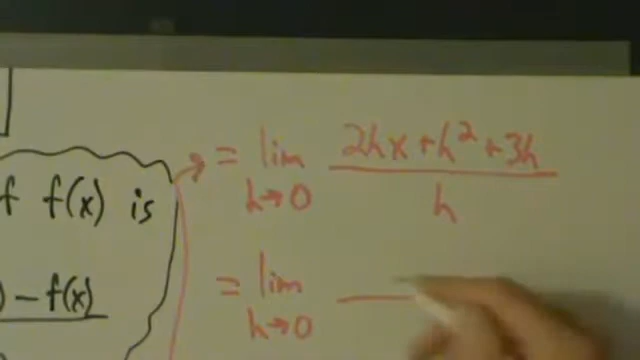 = lim h→0 (2hx + h² + 3h) / h
f f(x) is
= lim h→0
) - f(x)